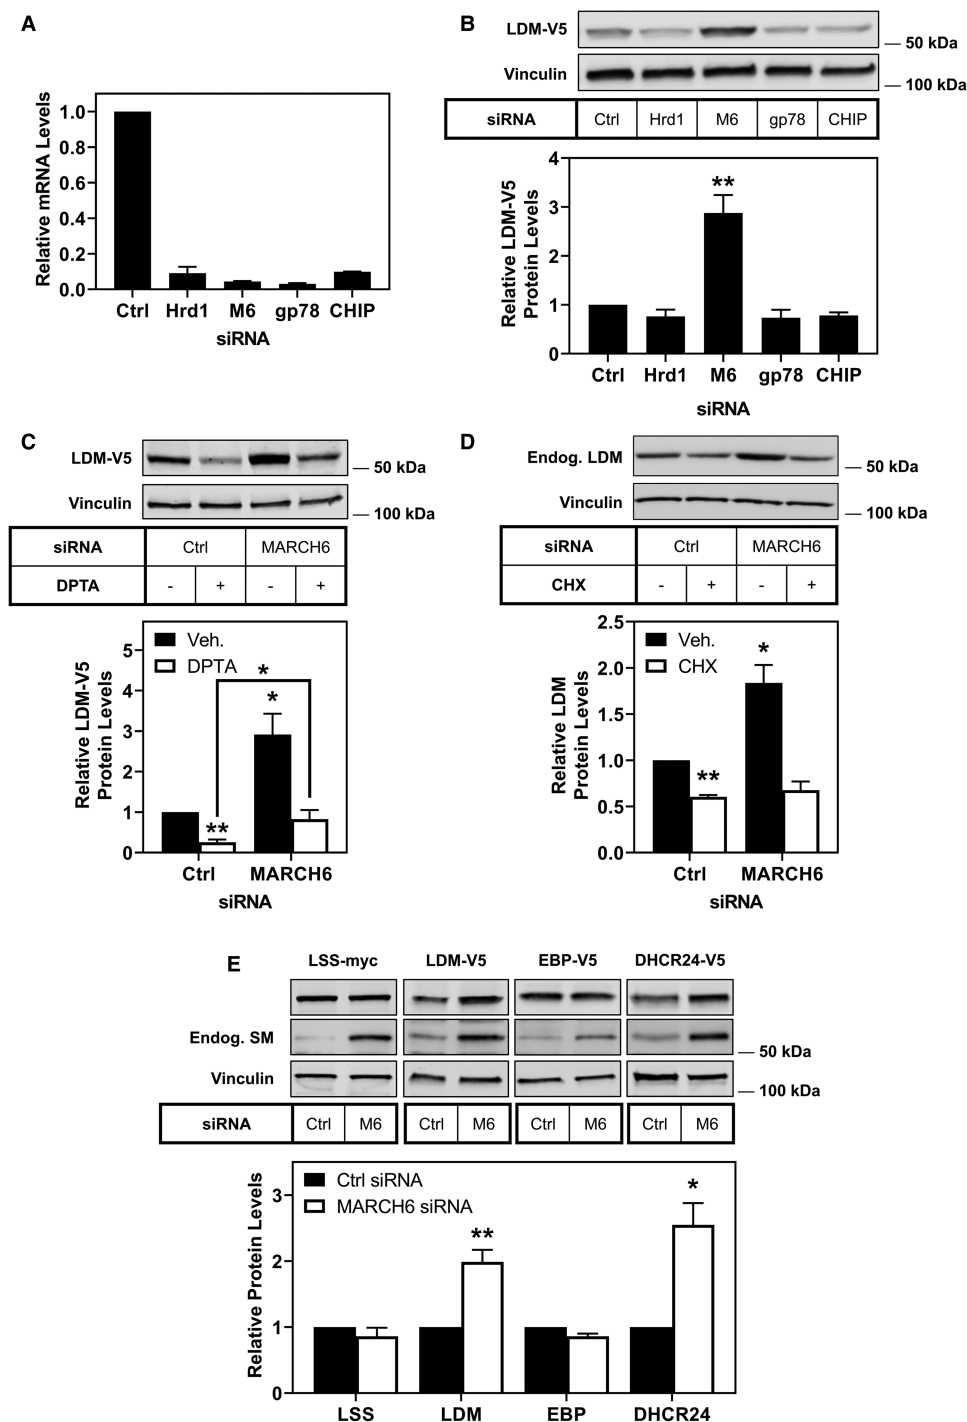 A
Relative mRNA Levels
1.0
0.8
0.6
0.4
0.2
0.0
Ctrl Hrd1 M6 gp78 CHIP
siRNA
B
LDM-V5
50 kDa
Vinculin
100 kDa
siRNA Ctrl Hrd1 M6 gp78 CHIP
Relative LDM-V5
Protein Levels
4
3
2
1
0
**
Ctrl Hrd1 M6 gp78 CHIP
siRNA
C
LDM-V5
50 kDa
Vinculin
100 kDa
siRNA Ctrl MARCH6
DPTA - + - +
Relative LDM-V5
Protein Levels
5
4
3
2
1
0
Veh.
DPTA
*
*
**
Ctrl MARCH6
siRNA
D
Endog. LDM
50 kDa
Vinculin
100 kDa
siRNA Ctrl MARCH6
CHX - + - +
Relative LDM
Protein Levels
2.5
2.0
1.5
1.0
0.5
0.0
Veh.
CHX
*
**
Ctrl MARCH6
siRNA
E
LSS-myc LDM-V5 EBP-V5 DHCR24-V5
Endog. SM
50 kDa
Vinculin
100 kDa
siRNA Ctrl M6 Ctrl M6 Ctrl M6 Ctrl M6
Relative Protein Levels
3
2
1
0
Ctrl siRNA
MARCH6 siRNA
**
*
LSS LDM EBP DHCR24